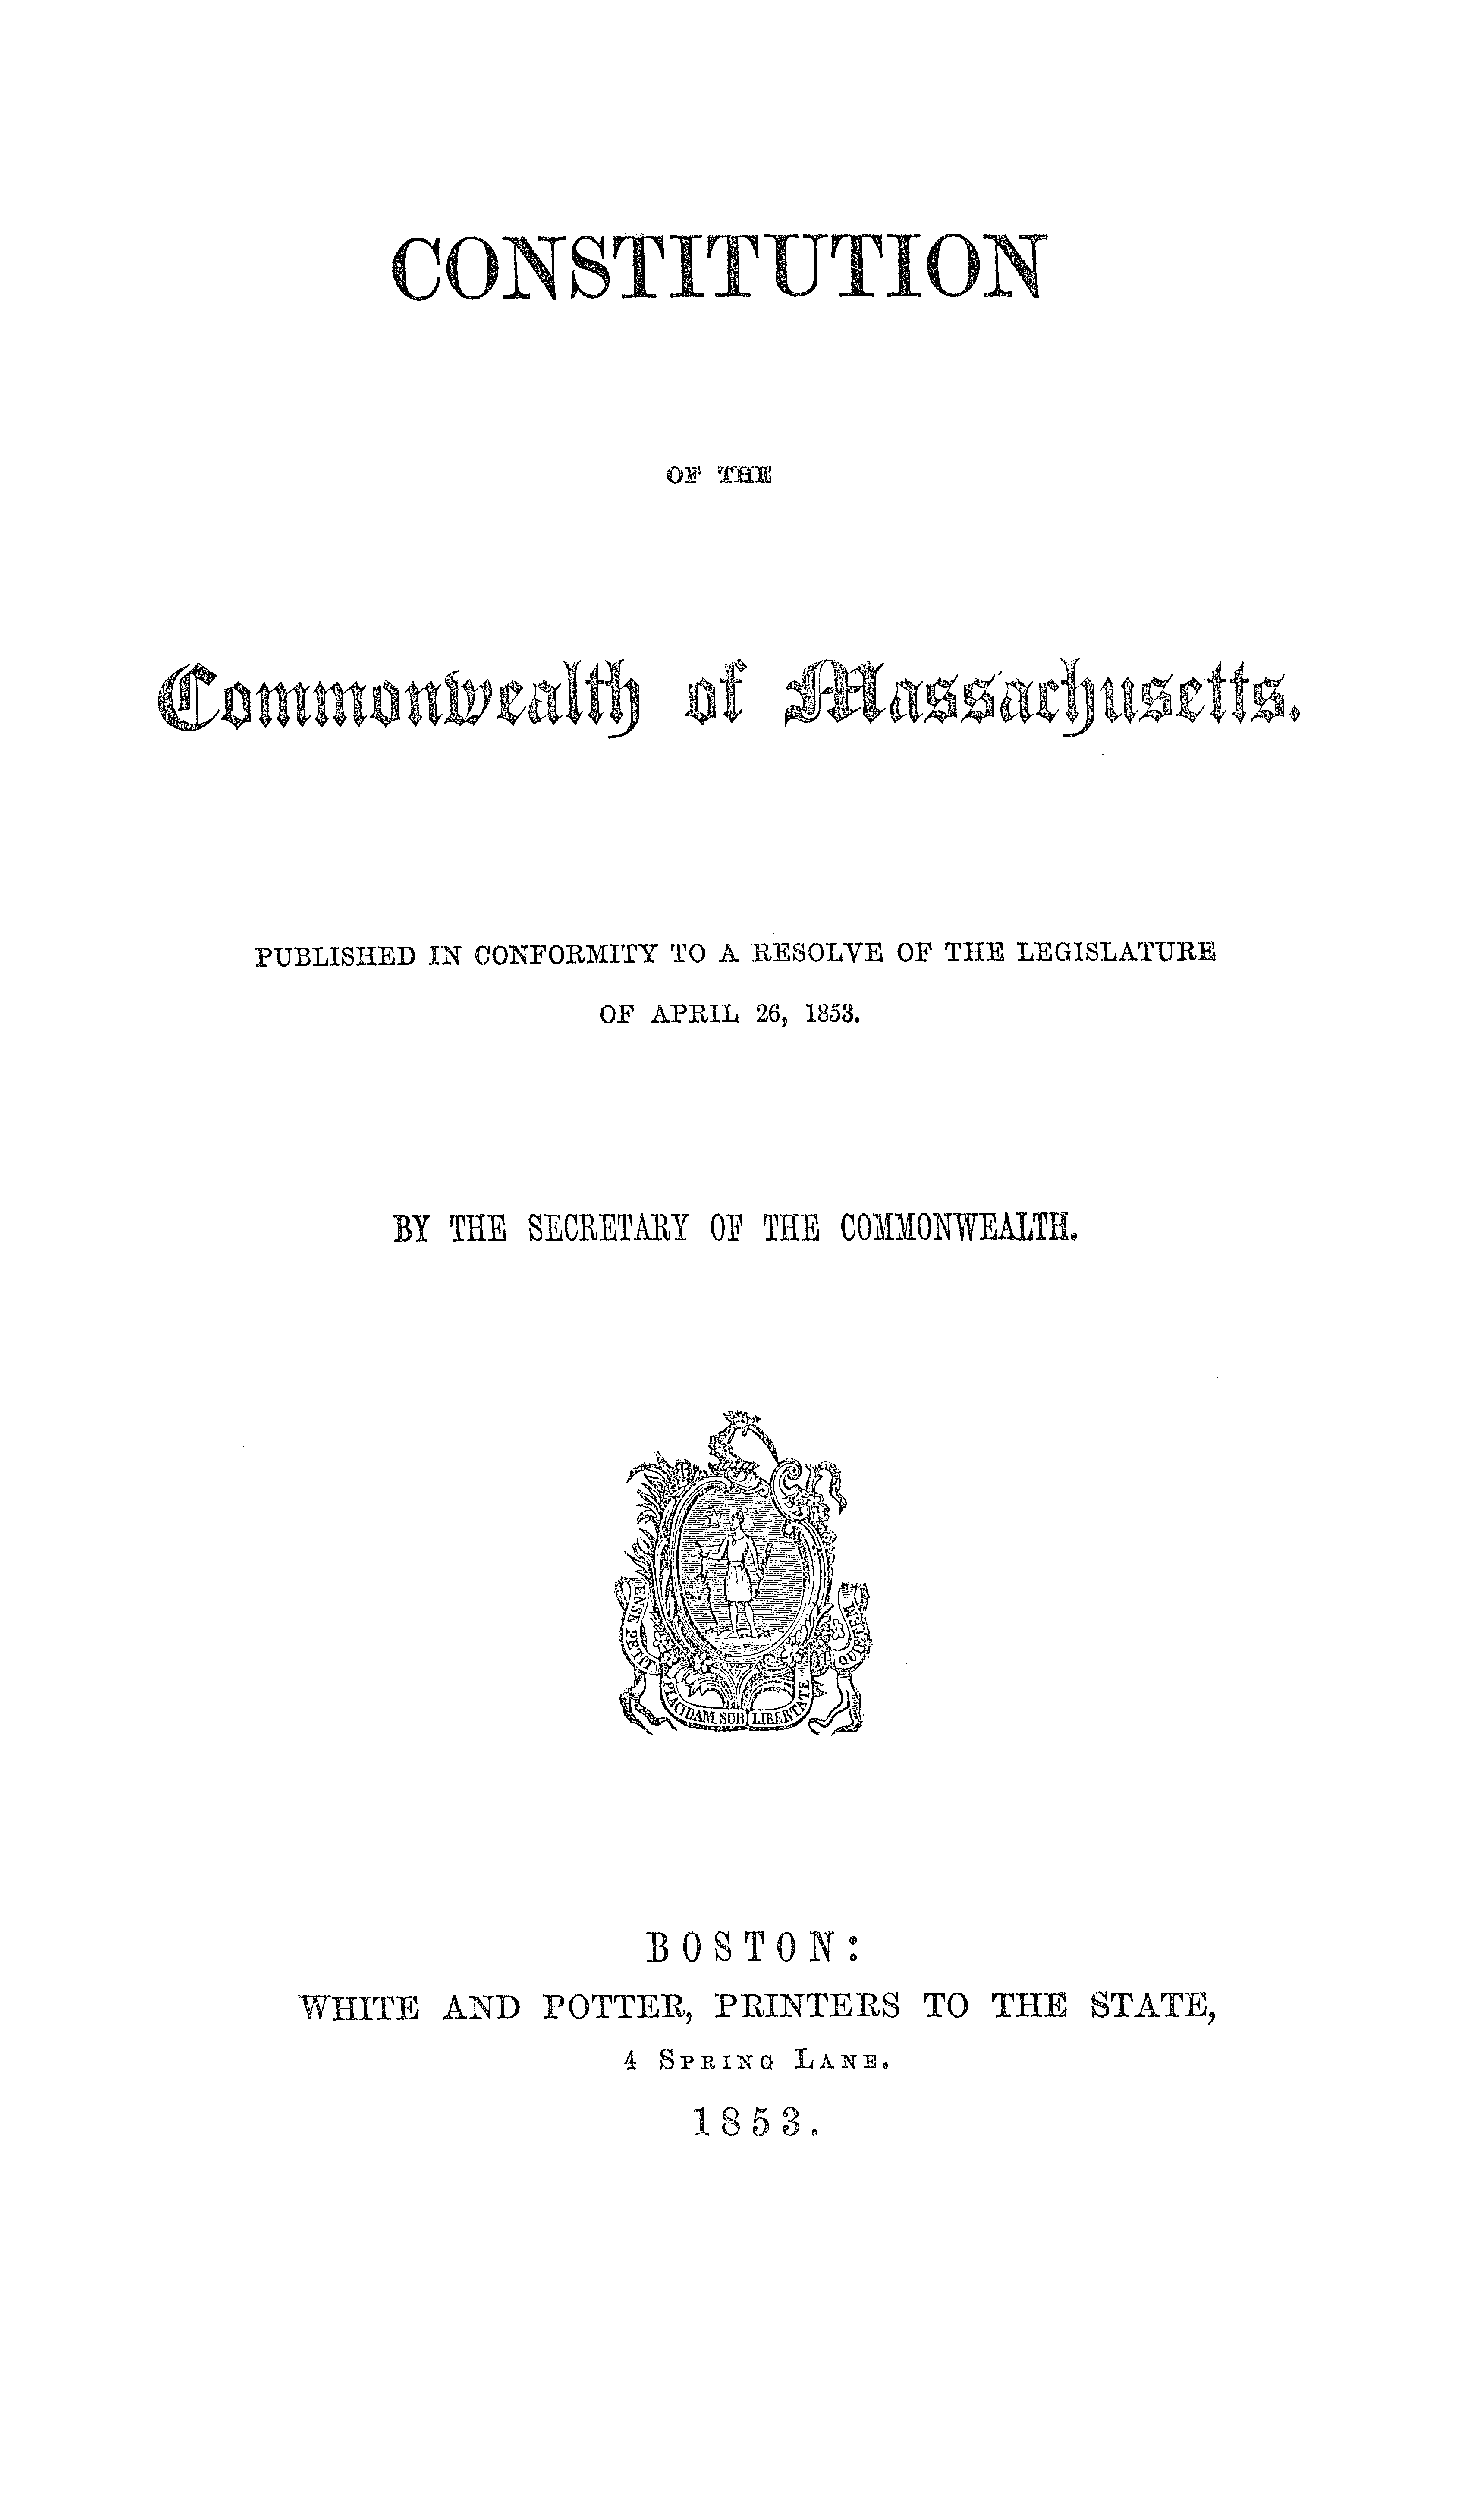 CONSTITUTION
OF THE
Commonwealth of Massachusetts.
PUBLISHED IN CONFORMITY TO A RESOLVE OF THE LEGISLATURE
OF APRIL 26, 1853.
BY THE SECRETARY OF THE COMMONWEALTH.
ENSE PETIT
PLACIDAM SUB LIBERTATE
QUIETEM
BOSTON:
WHITE AND POTTER, PRINTERS TO THE STATE,
4 SPRING LANE.
1853.